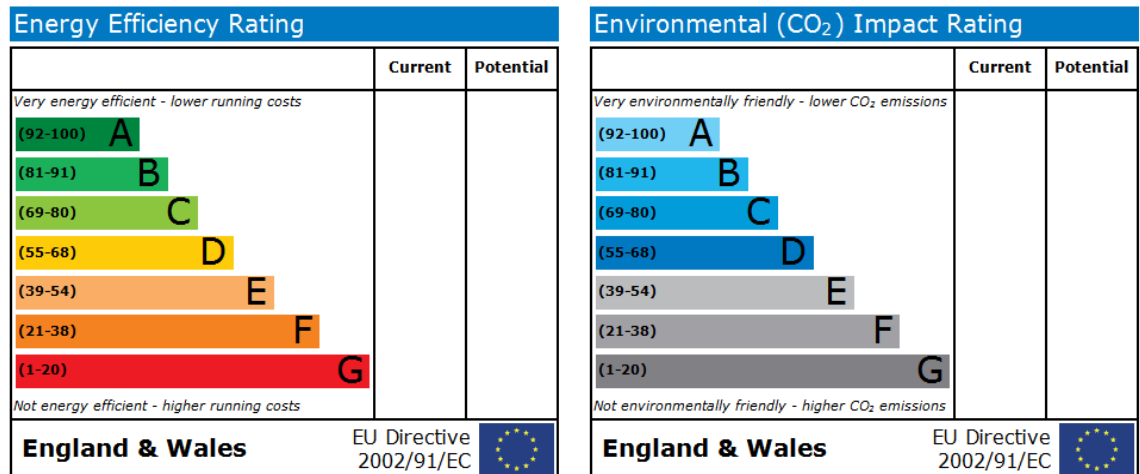 Energy Efficiency Rating
Current Potential
Very energy efficient - lower running costs
(92-100) A
(81-91) B
(69-80) C
(55-68) D
(39-54) E
(21-38) F
(1-20) G
Not energy efficient - higher running costs
England & Wales
EU Directive
2002/91/EC
Environmental (CO₂) Impact Rating
Current Potential
Very environmentally friendly - lower CO₂ emissions
(92-100) A
(81-91) B
(69-80) C
(55-68) D
(39-54) E
(21-38) F
(1-20) G
Not environmentally friendly - higher CO₂ emissions
England & Wales
EU Directive
2002/91/EC